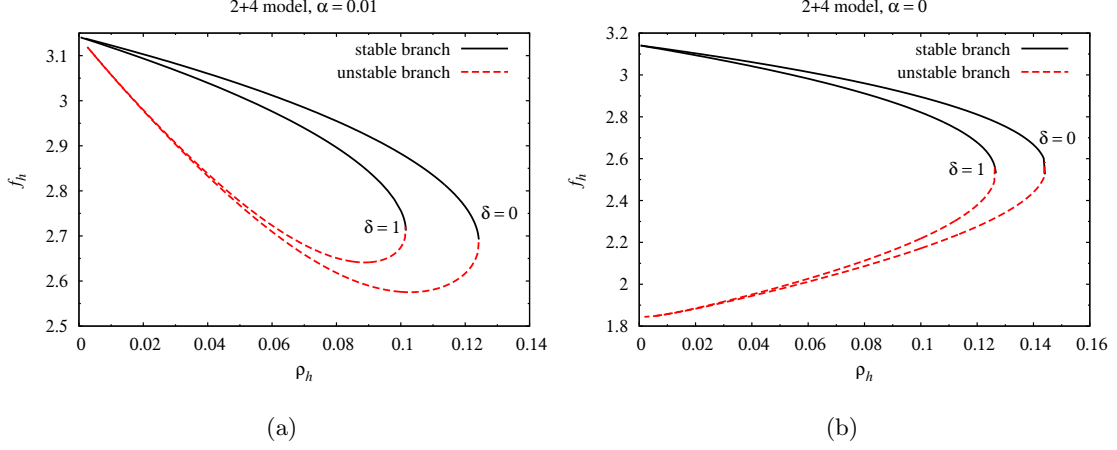 2+4 model, α = 0.01
3.1
3
2.9
2.8
2.7
2.6
2.5
f_h
stable branch
unstable branch
δ = 1
δ = 0
0
0.02
0.04
0.06
0.08
0.1
0.12
0.14
ρ_h
(a)
2+4 model, α = 0
3.2
3
2.8
2.6
2.4
2.2
2
1.8
f_h
stable branch
unstable branch
δ = 0
δ = 1
0
0.02
0.04
0.06
0.08
0.1
0.12
0.14
0.16
ρ_h
(b)